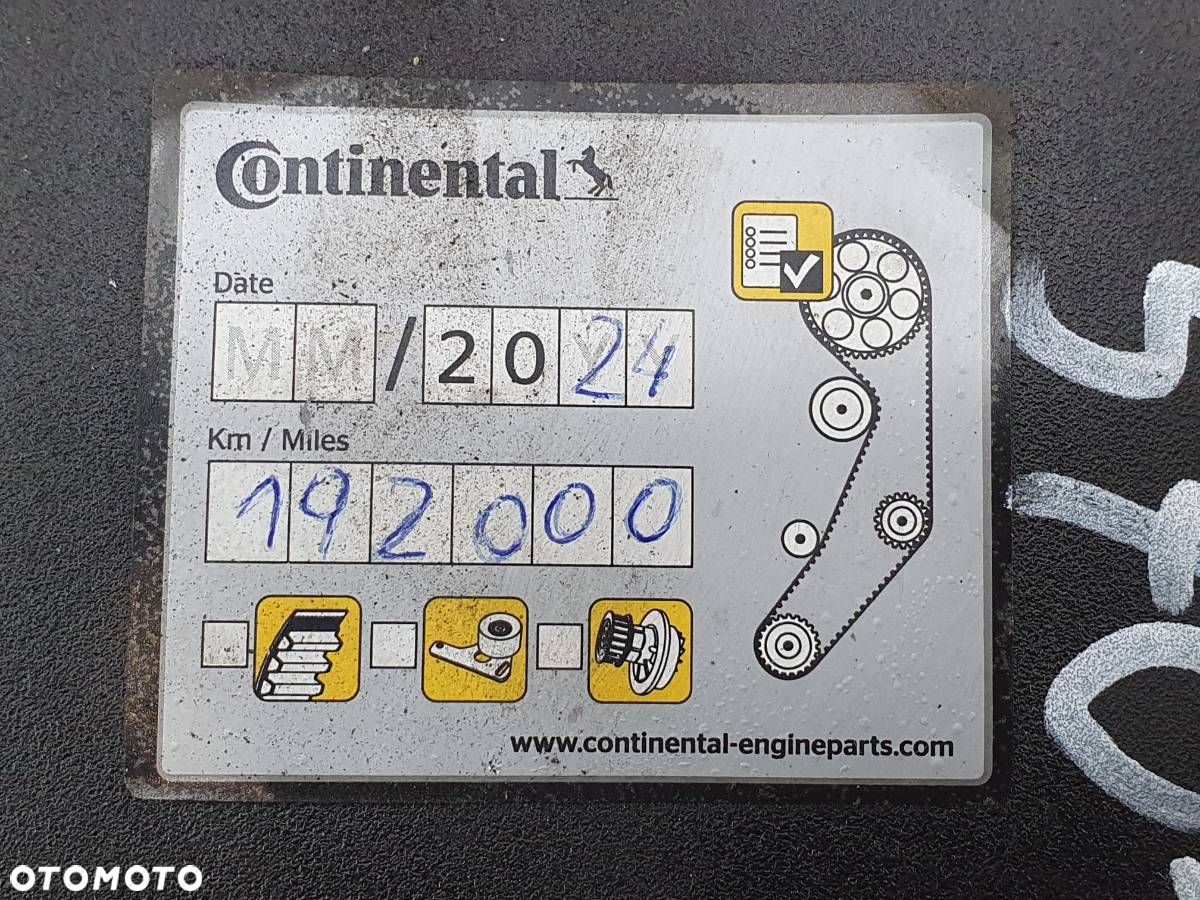 Continental
Date
MM/2024
Km / Miles
192000
www.continental-engineparts.com
OTOMOTO